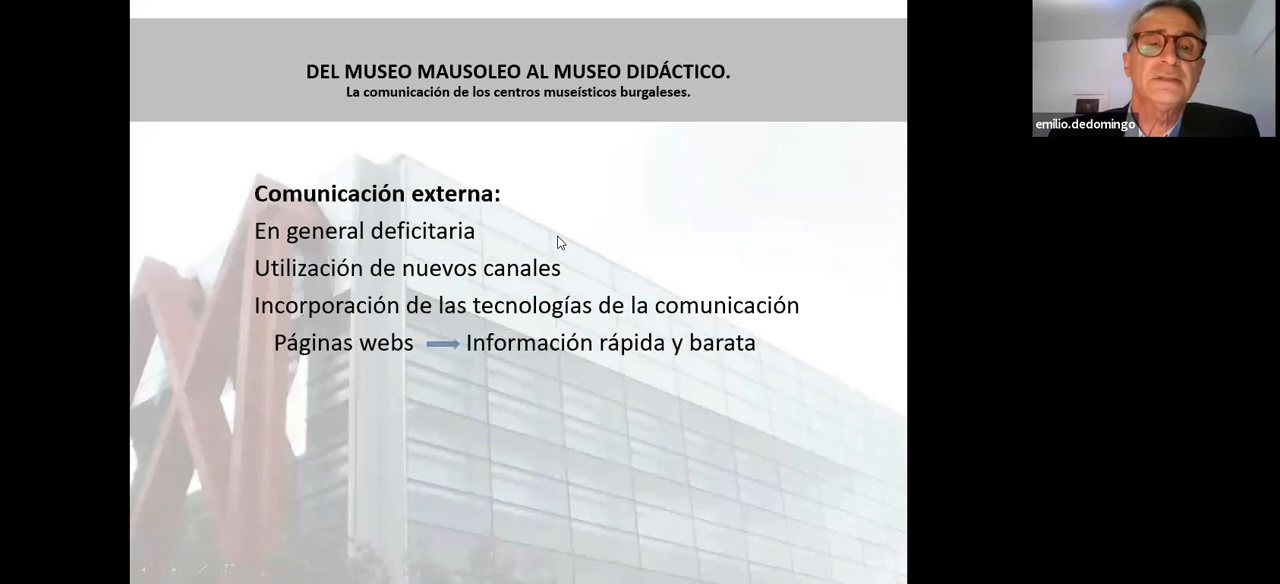 DEL MUSEO MAUSOLEO AL MUSEO DIDÁCTICO.
La comunicación de los centros museísticos burgaleses.
Comunicación externa:
En general deficitaria
Utilización de nuevos canales
Incorporación de las tecnologías de la comunicación
Páginas webs Información rápida y barata
emilio.dedomingo